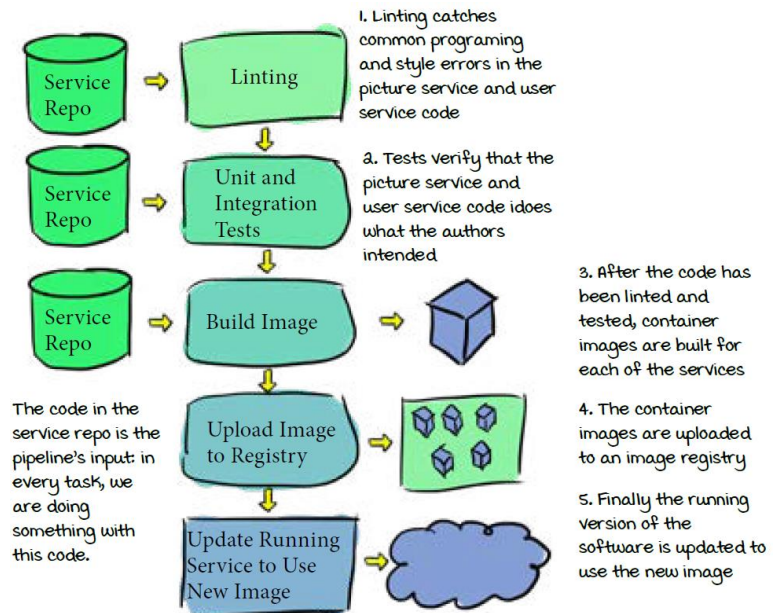 1. Linting catches
common programing
and style errors in the
picture service and user
service code
Service
Repo
Linting
2. Tests verify that the
picture service and
user service code idoes
what the authors
intended
Service
Repo
Unit and
Integration
Tests
3. After the code has
been linted and
tested, container
images are built for
each of the services
Service
Repo
Build Image
The code in the
service repo is the
pipeline's input: in
every task, we
are doing
something with
this code.
Upload Image
to Registry
4. The container
images are uploaded
to an image registry
Update Running
Service to Use
New Image
5. Finally the running
version of the
software is updated to
use the new image